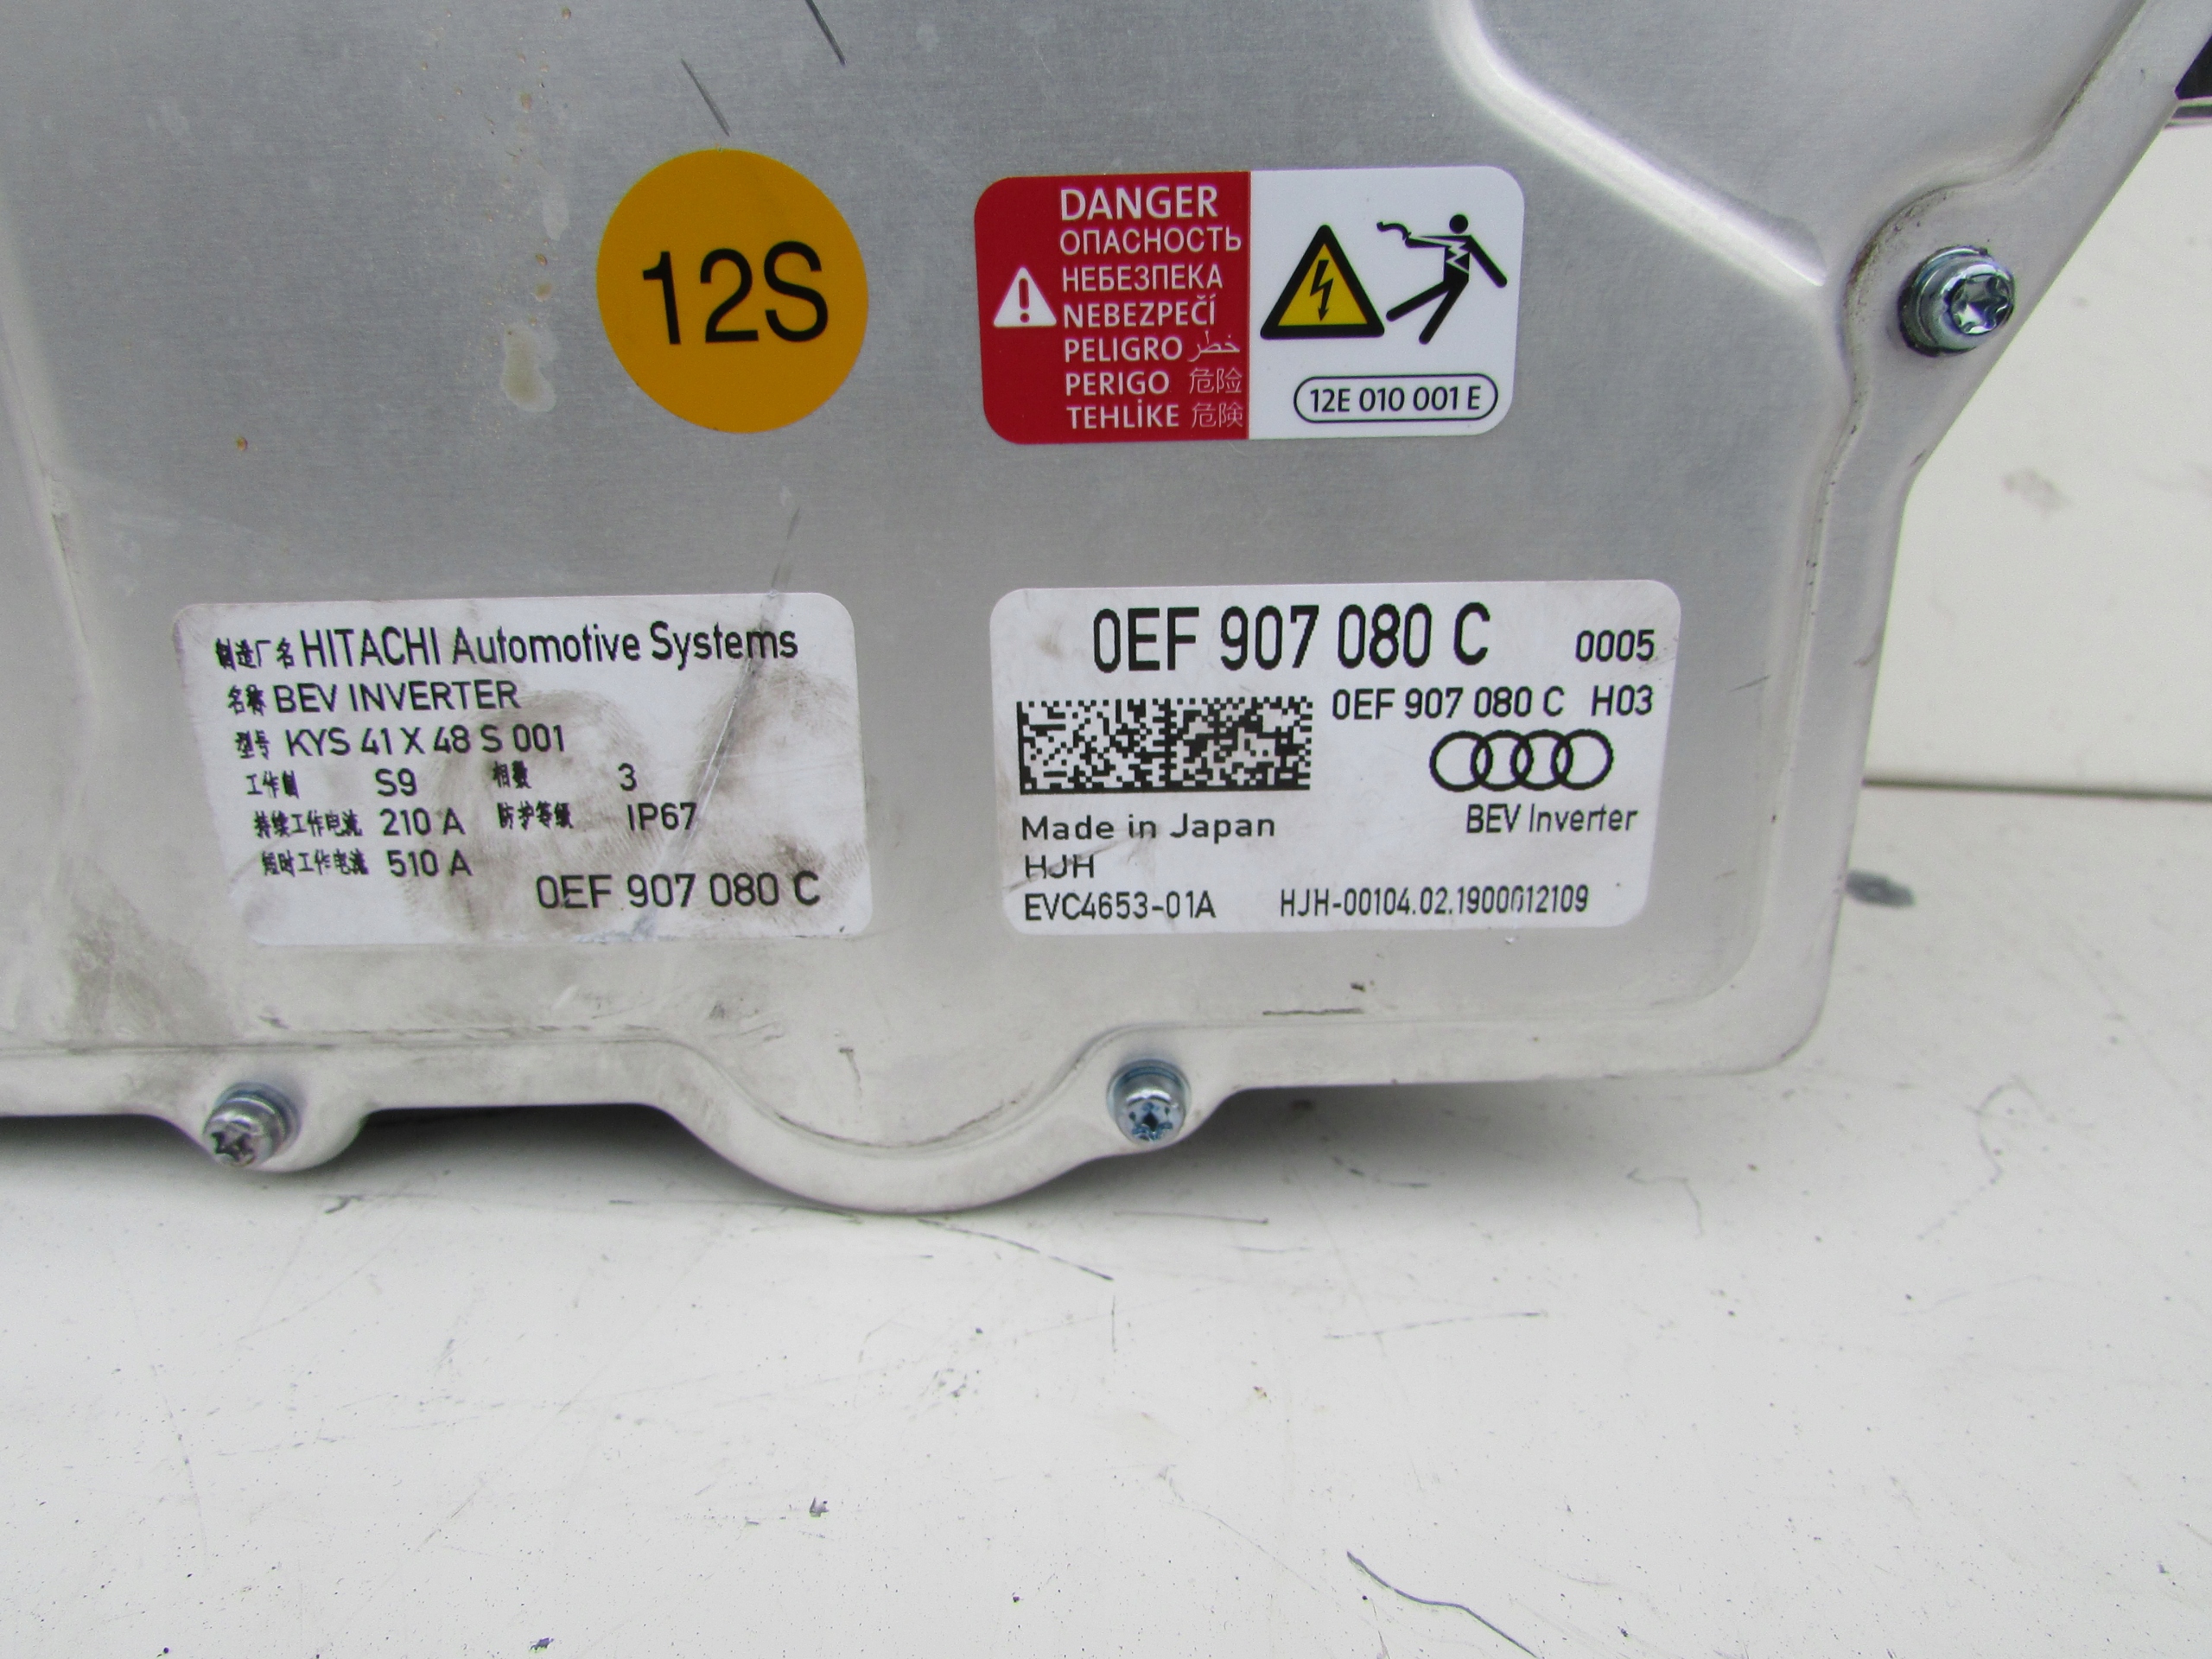 12S
DANGER
ОПАСНОСТЬ
НЕБЕЗПЕКА
NEBEZPEČÍ
PELIGRO خطر
PERIGO 危险
TEHLİKE 危険
12E 010 001 E
制造厂名 HITACHI Automotive Systems
名称 BEV INVERTER
型号 KYS 41 X 48 S 001
工作制 S9 相数 3
持续工作电流 210 A 防护等级 IP67
短时工作电流 510 A
0EF 907 080 C
0EF 907 080 C 0005
0EF 907 080 C H03
Made in Japan BEV Inverter
HJH
EVC4653-01A HJH-00104.02.1900012109